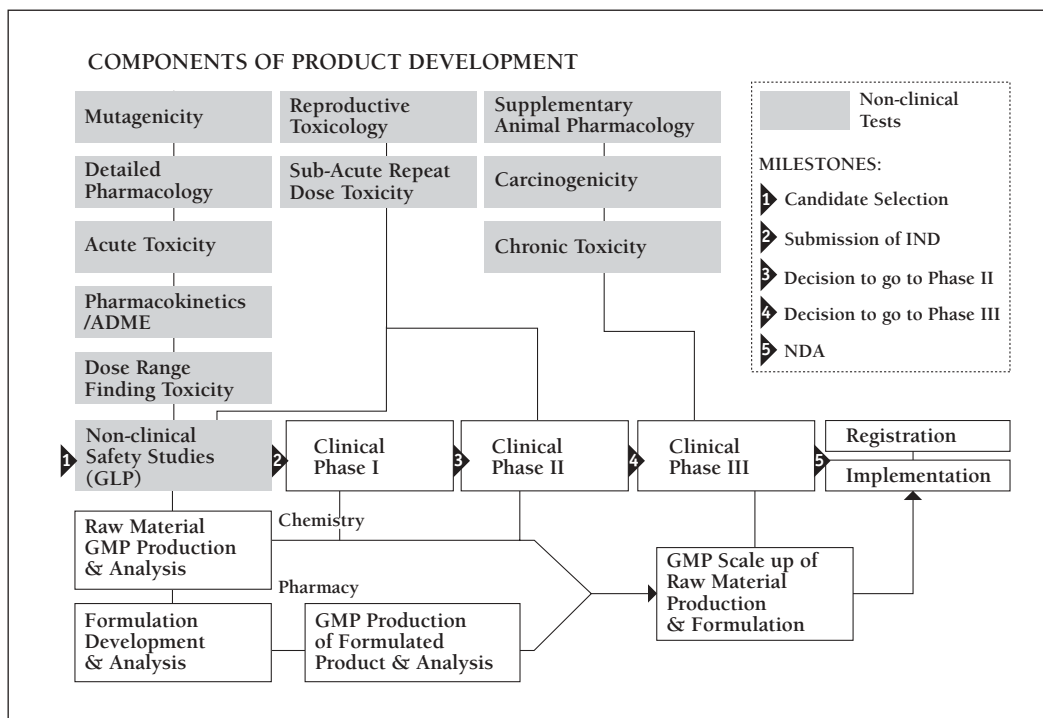 COMPONENTS OF PRODUCT DEVELOPMENT
Mutagenicity
Detailed
Pharmacology
Acute Toxicity
Pharmacokinetics
/ADME
Dose Range
Finding Toxicity
Reproductive
Toxicology
Sub-Acute Repeat
Dose Toxicity
Supplementary
Animal Pharmacology
Carcinogenicity
Chronic Toxicity
Non-clinical
Tests
MILESTONES:
1 Candidate Selection
2 Submission of IND
3 Decision to go to Phase II
4 Decision to go to Phase III
5 NDA
1
Non-clinical
Safety Studies
(GLP)
2
Clinical
Phase I
3
Clinical
Phase II
4
Clinical
Phase III
5
Registration
Implementation
Raw Material
GMP Production
& Analysis
Chemistry
Pharmacy
Formulation
Development
& Analysis
GMP Production
of Formulated
Product & Analysis
GMP Scale up of
Raw Material
Production
& Formulation